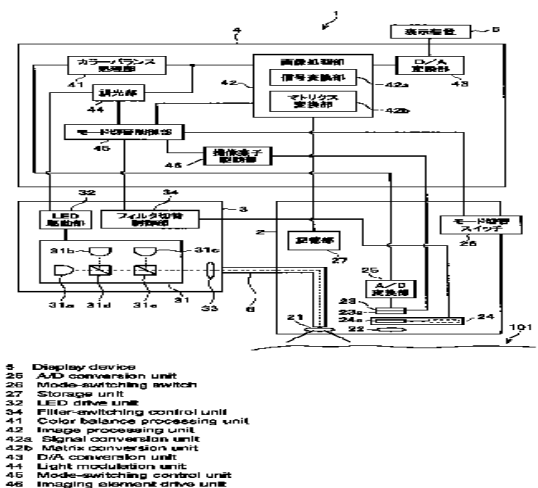 1
4
表示装置 5
カラーバランス
処理部
41
画像処理部
信号変換部
42
42a
マトリクス
変換部
42b
D/A
変換部
43
調光部
44
モード切替制御部
45
撮像素子
駆動部
46
32
LED
駆動部
34
フィルタ切替
制御部
3
モード切替
スイッチ
26
2
記憶部
27
25
A/D
変換部
31b
31c
31a
31d
31e
31
33
6
21
23
23a
24a
24
22
101
5 Display device
25 A/D conversion unit
26 Mode-switching switch
27 Storage unit
32 LED drive unit
34 Filter-switching control unit
41 Color balance processing unit
42 Image processing unit
42a Signal conversion unit
42b Matrix conversion unit
43 D/A conversion unit
44 Light modulation unit
45 Mode-switching control unit
46 Imaging element drive unit